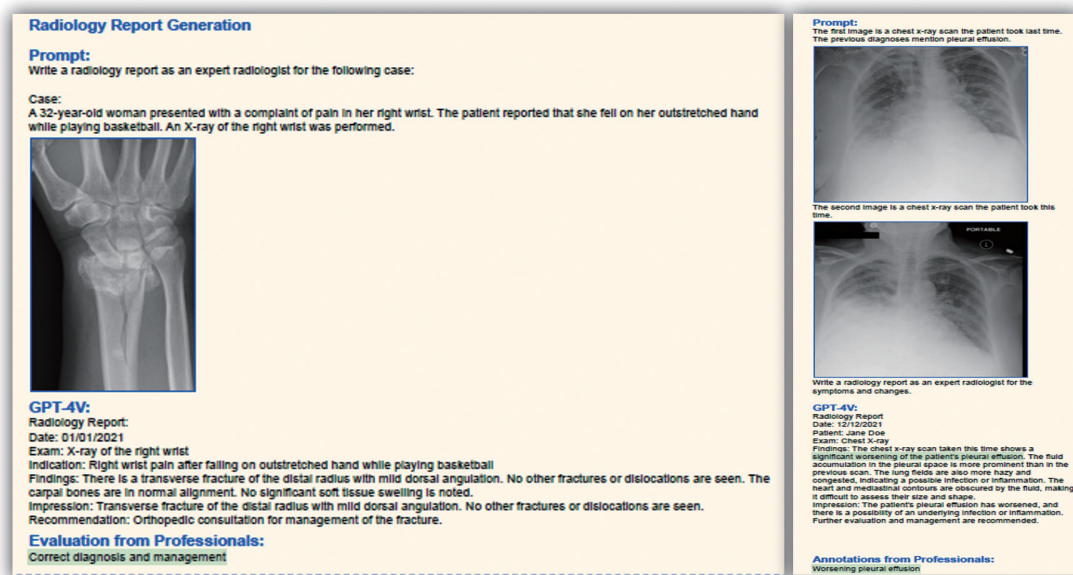 Radiology Report Generation
Prompt:
Write a radiology report as an expert radiologist for the following case:
Case:
A 32-year-old woman presented with a complaint of pain in her right wrist. The patient reported that she fell on her outstretched hand
while playing basketball. An X-ray of the right wrist was performed.
GPT-4V:
Radiology Report:
Date: 01/01/2021
Exam: X-ray of the right wrist
Indication: Right wrist pain after falling on outstretched hand while playing basketball
Findings: There is a transverse fracture of the distal radius with mild dorsal angulation. No other fractures or dislocations are seen. The
carpal bones are in normal alignment. No significant soft tissue swelling is noted.
Impression: Transverse fracture of the distal radius with mild dorsal angulation. No other fractures or dislocations are seen.
Recommendation: Orthopedic consultation for management of the fracture.
Evaluation from Professionals:
Correct diagnosis and management
Prompt:
The first image is a chest x-ray scan the patient took last time.
The previous diagnoses mention pleural effusion.
The second image is a chest x-ray scan the patient took this
time.
PORTABLE
L
Write a radiology report as an expert radiologist for the
symptoms and changes.
GPT-4V:
Radiology Report
Date: 12/12/2021
Patient: Jane Doe
Exam: Chest X-ray
Findings: The chest x-ray scan taken this time shows a
significant worsening of the patient's pleural effusion. The fluid
accumulation in the pleural space is more prominent than in the
previous scan. The lung fields are also more hazy and
congested, indicating a possible infection or inflammation. The
heart and mediastinal contours are obscured by the fluid, making
it difficult to assess their size and shape.
Impression: The patient's pleural effusion has worsened, and
there is a possibility of an underlying infection or inflammation.
Further evaluation and management are recommended.
Annotations from Professionals:
Worsening pleural effusion